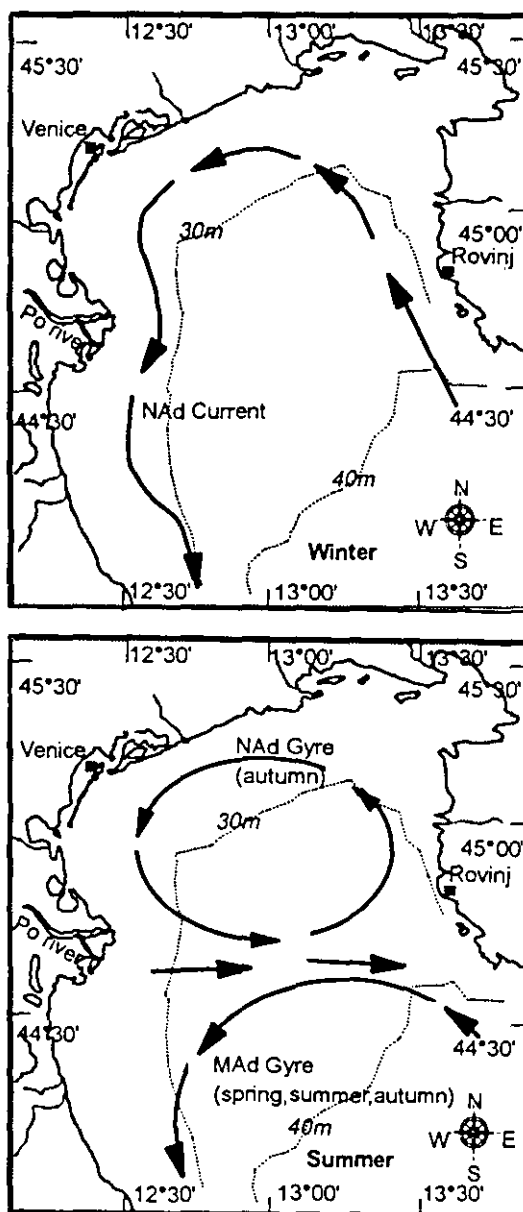 12°30' 13°00' 13°30'
45°30' 45°30'
Venice
30m
45°00'
Rovinj
Po river
NAd Current
44°30' 44°30'
40m
N
W E
S
Winter
12°30' 13°00' 13°30'
12°30' 13°00' 13°30'
45°30' 45°30'
Venice
NAd Gyre
(autumn)
30m
45°00'
Rovinj
Po river
44°30' 44°30'
MAd Gyre
(spring,summer,autumn)
40m
N
W E
S
Summer
12°30' 13°00' 13°30'